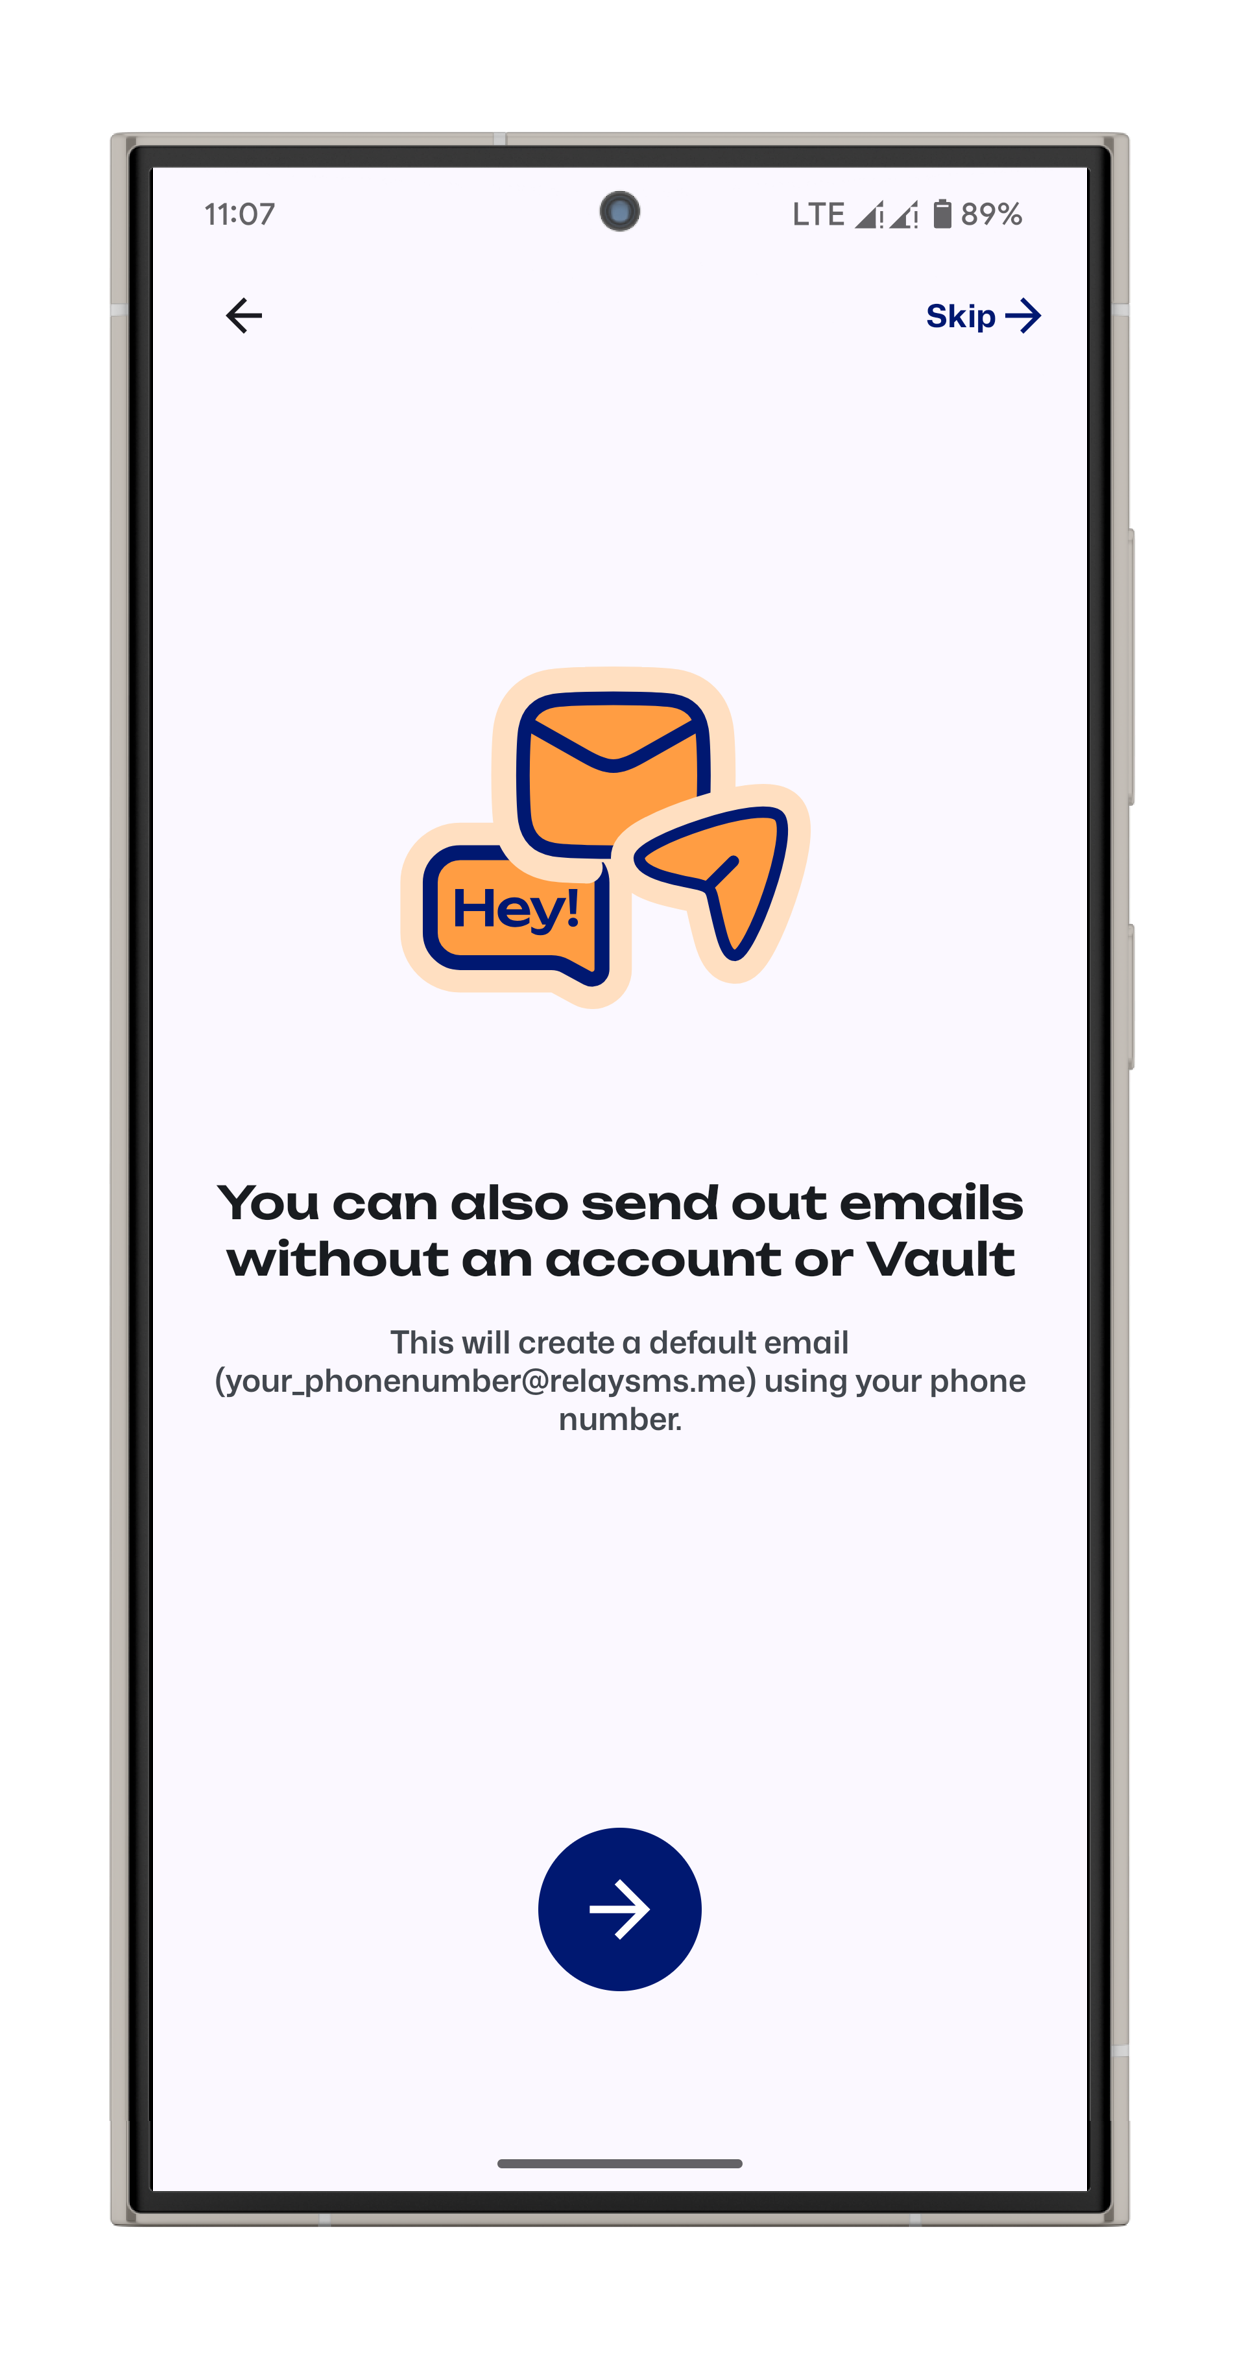 11:07
LTE 89%
Skip
Hey!
You can also send out emails
without an account or Vault
This will create a default email
(your_phonenumber@relaysms.me) using your phone
number.